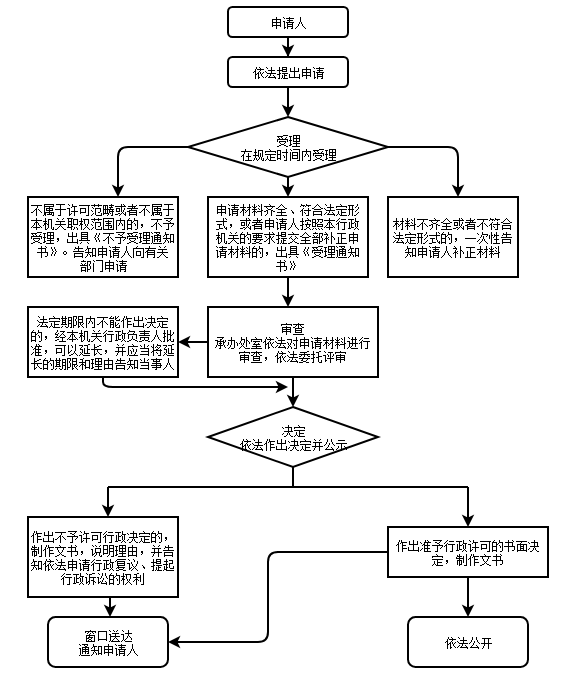 申请人
依法提出申请
受理
在规定时间内受理
不属于许可范畴或者不属于
本机关职权范围内的，不予
受理，出具《不予受理通知
书》。告知申请人向有关
部门申请
申请材料齐全、符合法定形
式，或者申请人按照本行政
机关的要求提交全部补正申
请材料的，出具《受理通知
书》
材料不齐全或者不符合
法定形式的，一次性告
知申请人补正材料
法定期限内不能作出决定
的，经本机关行政负责人批
准，可以延长，并应当将延
长的期限和理由告知当事人
审查
承办处室依法对申请材料进行
审查，依法委托评审
决定
依法作出决定并公示
作出不予许可行政决定的，
制作文书，说明理由，并告
知依法申请行政复议、提起
行政诉讼的权利
作出准予行政许可的书面决
定，制作文书
窗口送达
通知申请人
依法公开